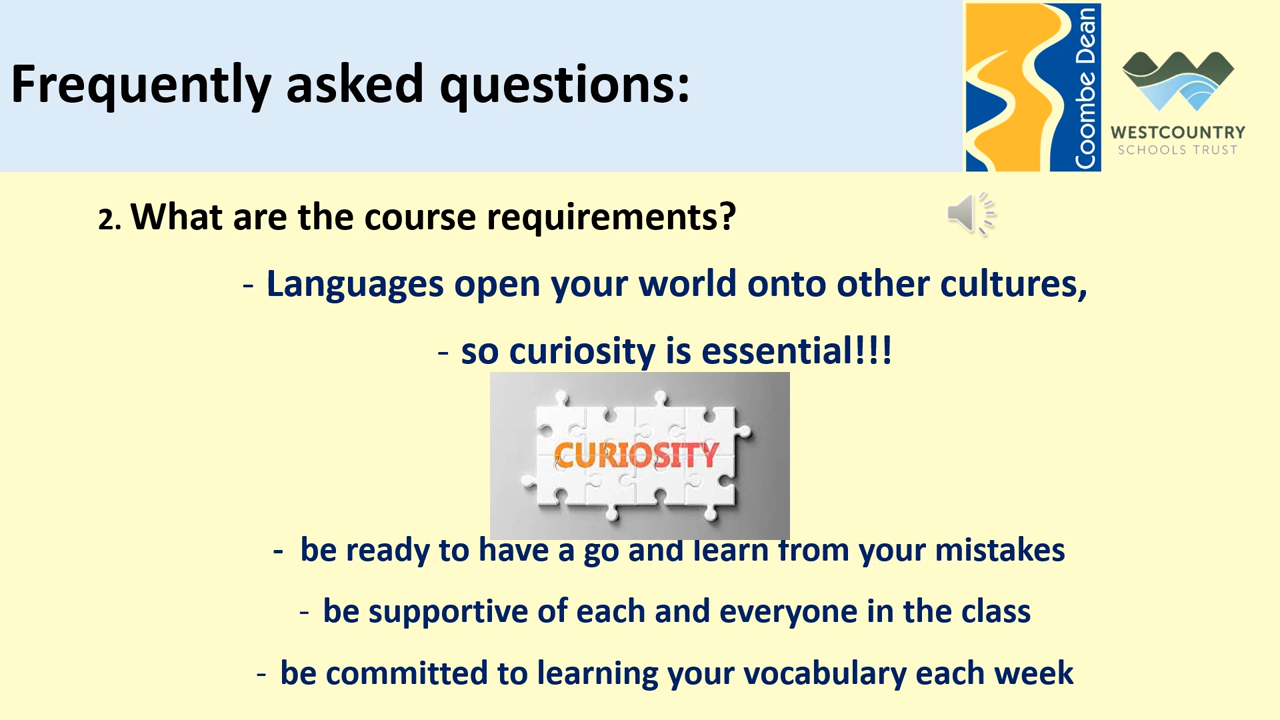 Frequently asked questions:
Coombe Dean
WESTCOUNTRY
SCHOOLS TRUST
2. What are the course requirements?
- Languages open your world onto other cultures,
- so curiosity is essential!!!
CURIOSITY
- be ready to have a go and learn from your mistakes
- be supportive of each and everyone in the class
- be committed to learning your vocabulary each week